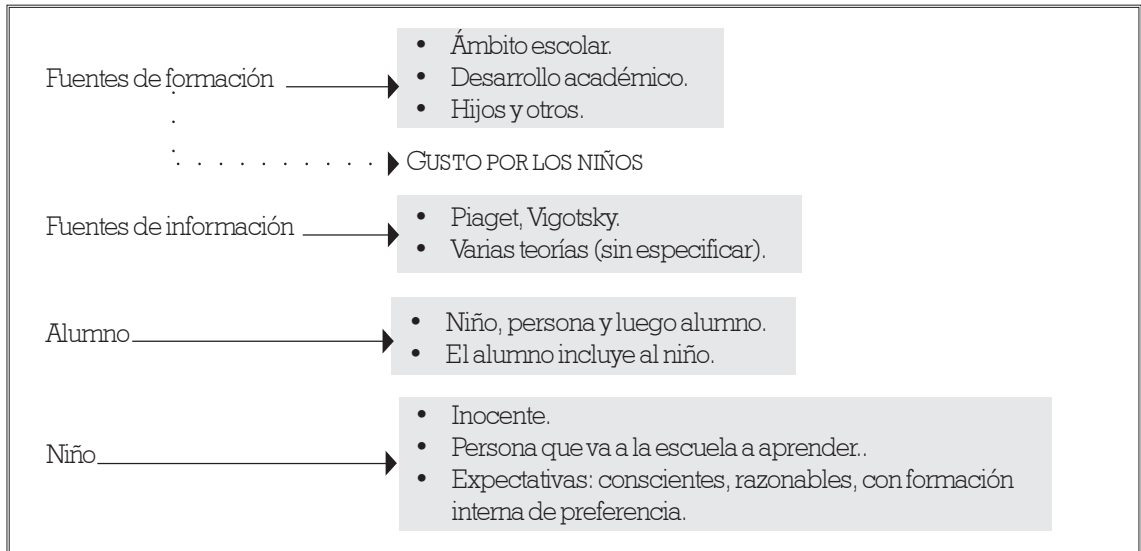 Fuentes de formación
• Ámbito escolar.
• Desarrollo académico.
• Hijos y otros.
GUSTO POR LOS NIÑOS
Fuentes de información
• Piaget, Vigotsky.
• Varias teorías (sin especificar).
Alumno
• Niño, persona y luego alumno.
• El alumno incluye al niño.
Niño
• Inocente.
• Persona que va a la escuela a aprender..
• Expectativas: conscientes, razonables, con formación
interna de preferencia.